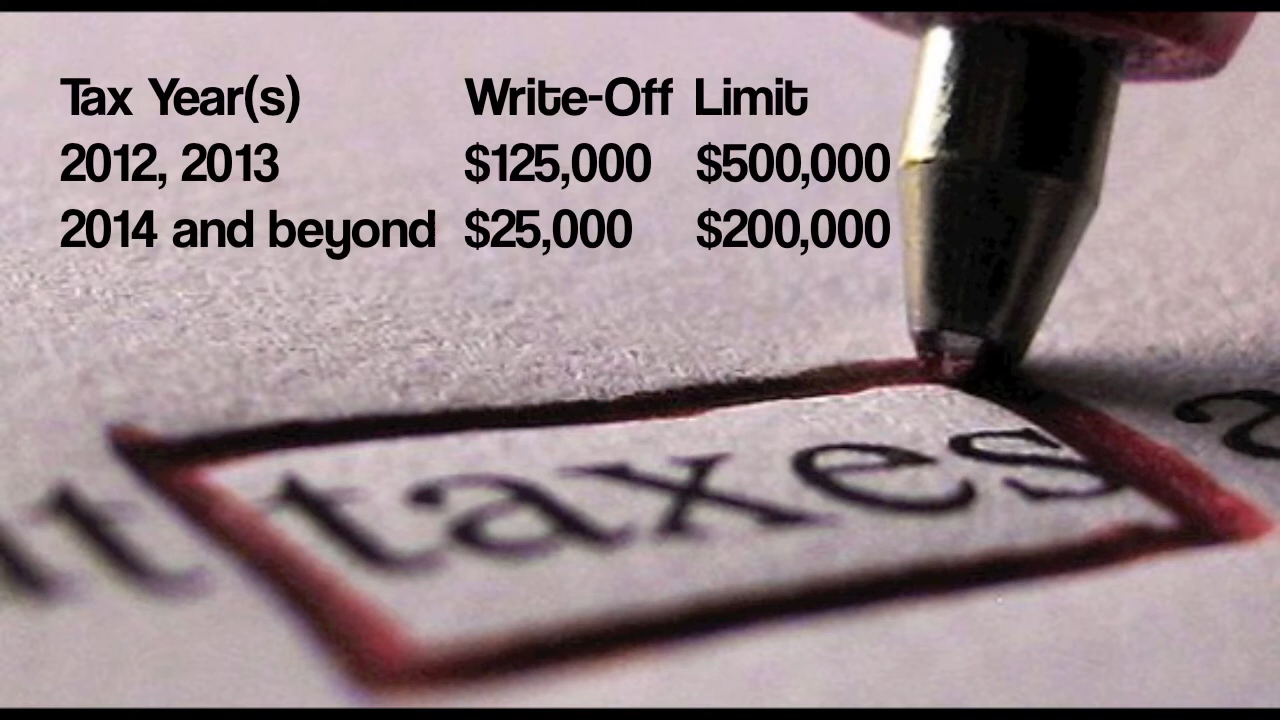 Tax Year(s) Write-Off Limit
2012, 2013 $125,000 $500,000
2014 and beyond $25,000 $200,000
taxes